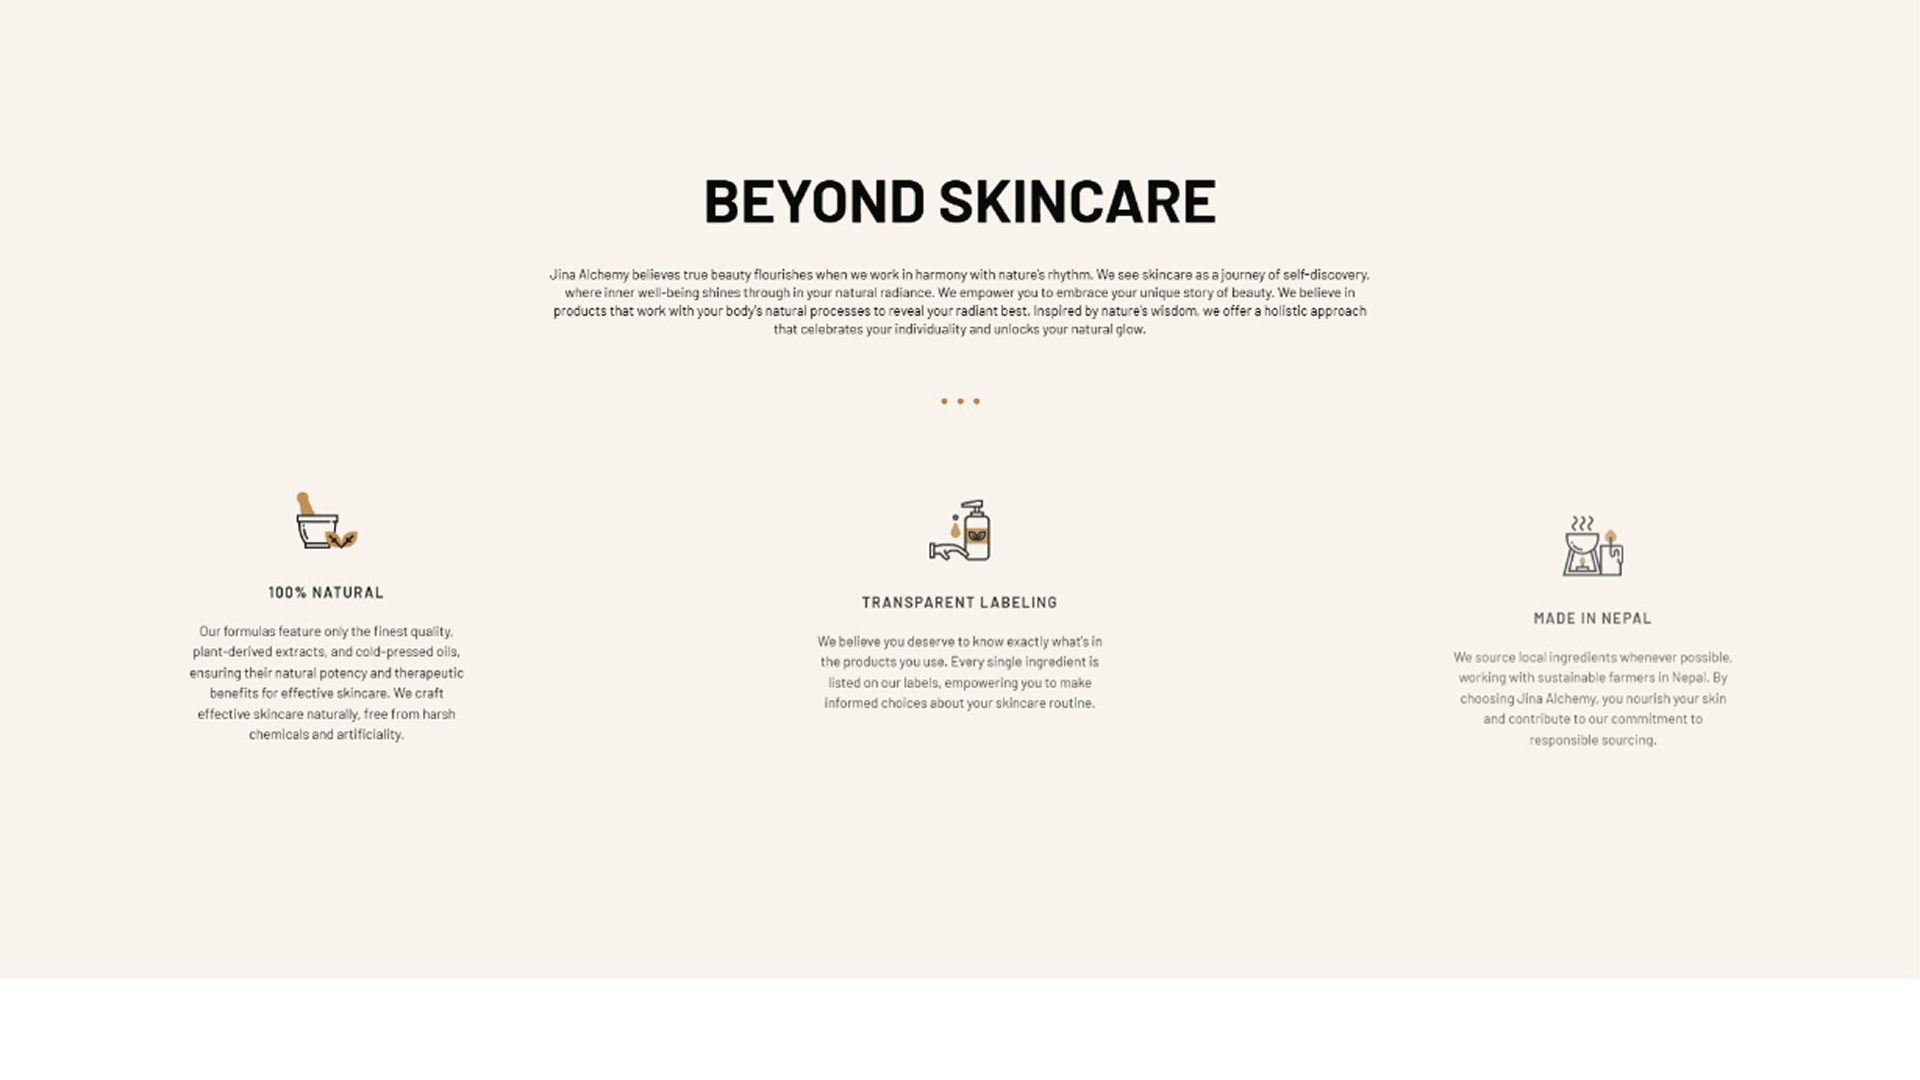 BEYOND SKINCARE
Jina Alchemy believes true beauty flourishes when we work in harmony with nature's rhythm. We see skincare as a journey of self-discovery,
where inner well-being shines through in your natural radiance. We empower you to embrace your unique story of beauty. We believe in
products that work with your body's natural processes to reveal your radiant best. Inspired by nature's wisdom, we offer a holistic approach
that celebrates your individuality and unlocks your natural glow.
100% NATURAL
Our formulas feature only the finest quality,
plant-derived extracts, and cold-pressed oils,
ensuring their natural potency and therapeutic
benefits for effective skincare. We craft
effective skincare naturally, free from harsh
chemicals and artificiality.
TRANSPARENT LABELING
We believe you deserve to know exactly what's in
the products you use. Every single ingredient is
listed on our labels, empowering you to make
informed choices about your skincare routine.
MADE IN NEPAL
We source local ingredients whenever possible,
working with sustainable farmers in Nepal. By
choosing Jina Alchemy, you nourish your skin
and contribute to our commitment to
responsible sourcing.